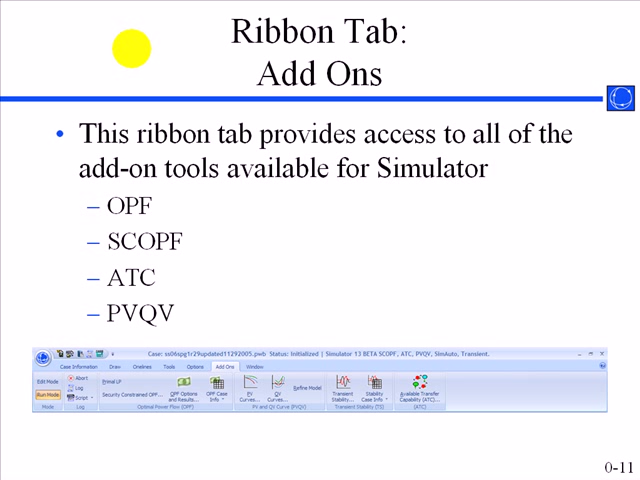 Ribbon Tab:
Add Ons
• This ribbon tab provides access to all of the
add-on tools available for Simulator
– OPF
– SCOPF
– ATC
– PVQV
Case: ss06spg1r29updated11292005.pwb Status: Initialized | Simulator 13 BETA SCOPF, ATC, PVQV, SimAuto, Transient.
Case Information Draw Onelines Tools Options Add Ons Window
Edit Mode Run Mode
Mode
Abort
Log
Script
Log
Primal LP
Security Constrained OPF...
OPF Options and Results...
OPF Case Info
Optimal Power Flow (OPF)
PV Curves...
QV Curves...
Refine Model
PV and QV Curve (PVQV)
Transient Stability...
Stability Case Info
Transient Stability (TS)
Available Transfer Capability (ATC)...
(ATC)
0-11